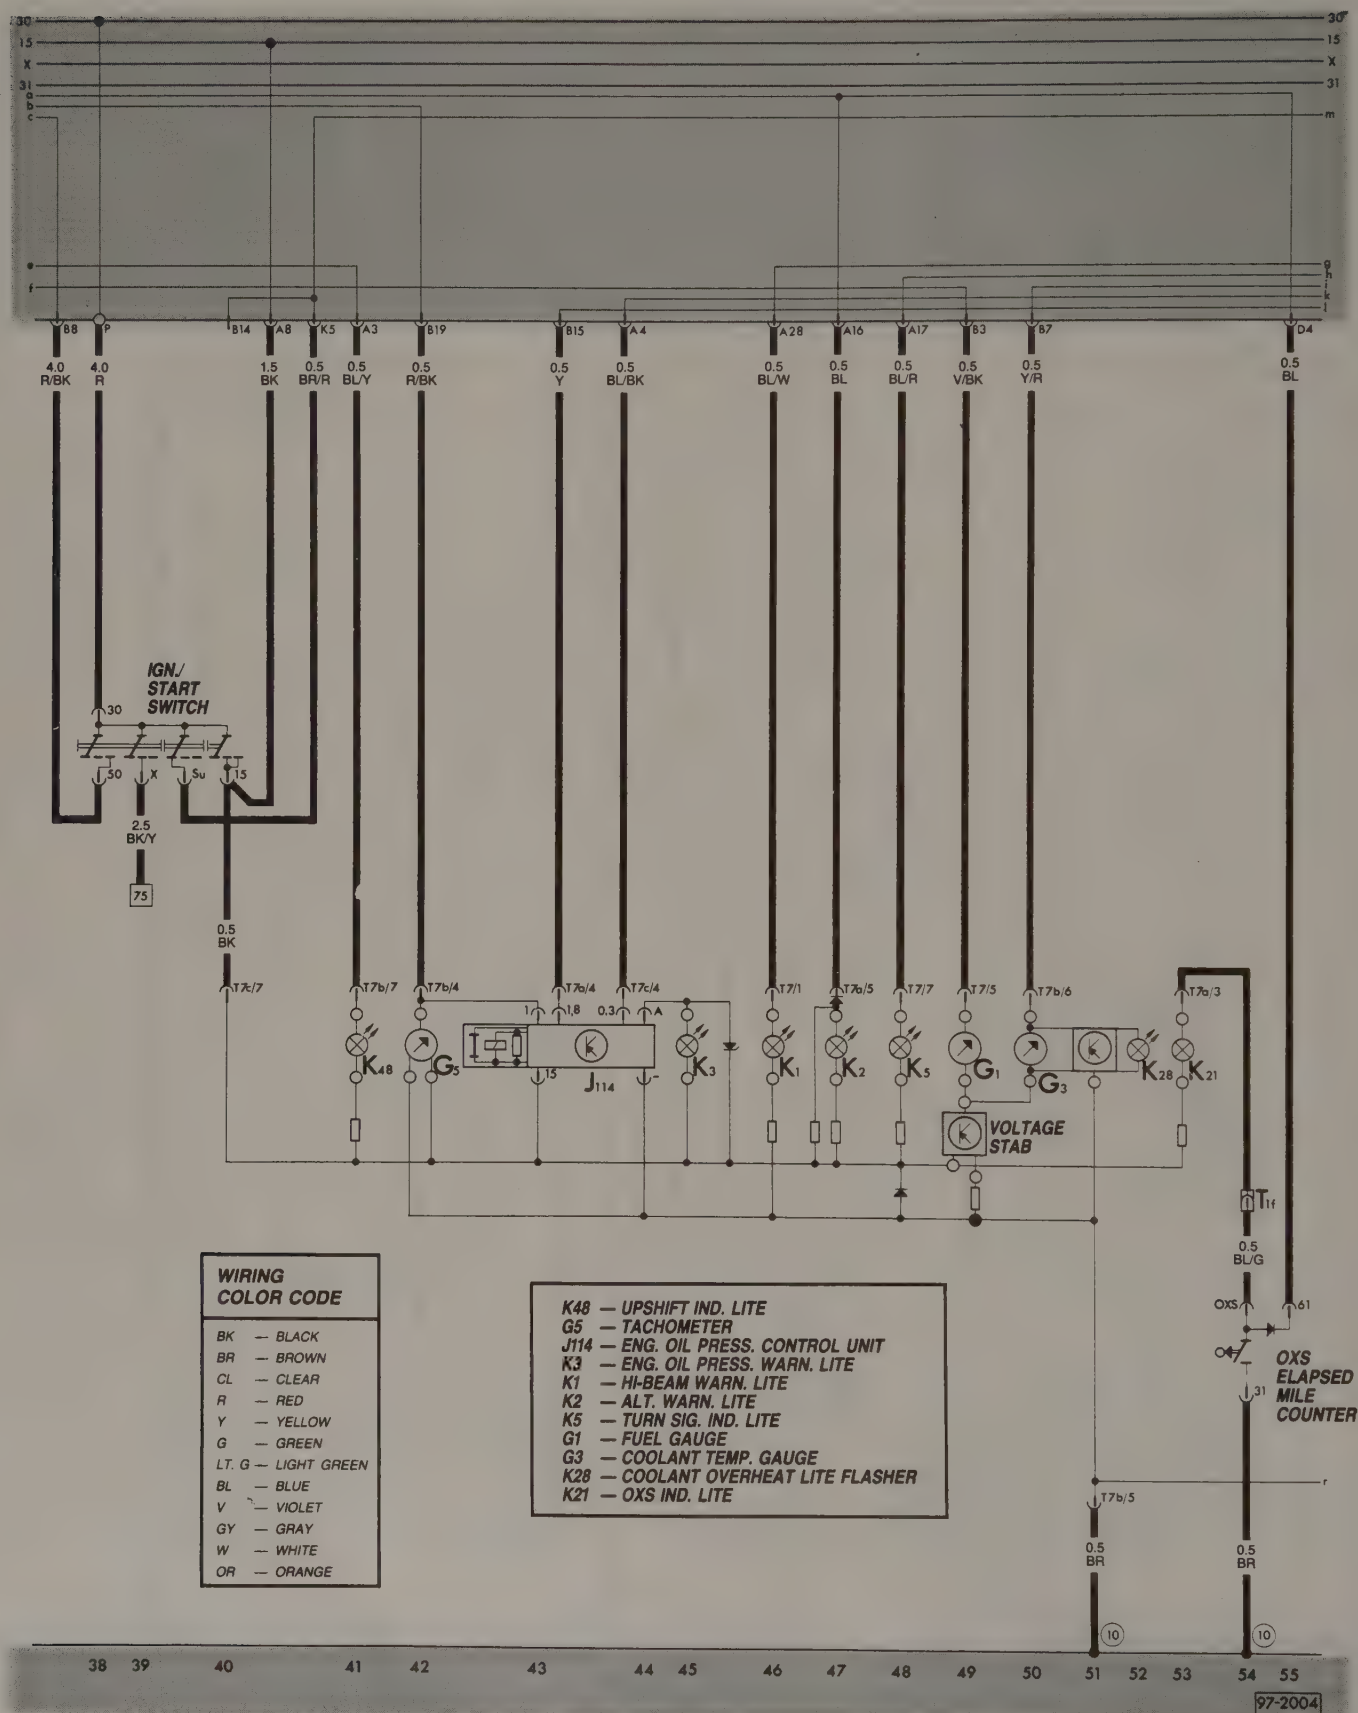 30 30
15 15
X X
31 31
a
b
c m
e g
h
f i
k
l
B8 P B14 A8 K5 A3 B19 B15 A4 A28 A16 A17 B3 B7 D4
4.0 4.0 1.5 0.5 0.5 0.5 0.5 0.5 0.5 0.5 0.5 0.5 0.5 0.5
R/BK R BK BR/R BL/Y R/BK Y BL/BK BL/W BL BL/R V/BK Y/R BL
IGN./
START
SWITCH
30
50 X Su 15
2.5
BK/Y
75
0.5
BK
T7c/7 T7b/7 T7b/4 T7a/4 T7c/4 T7/1 T7a/5 T7/7 T7/5 T7b/6 T7a/3
1 1,8 0.3 A
K48 G5 J114 K3 K1 K2 K5 G1 G3 K28 K21
15 -
VOLTAGE
STAB
T1f
0.5
BL/G
OXS 61
OXS
ELAPSED
MILE
COUNTER
31
WIRING
COLOR CODE
BK — BLACK
BR — BROWN
CL — CLEAR
R — RED
Y — YELLOW
G — GREEN
LT. G — LIGHT GREEN
BL — BLUE
V — VIOLET
GY — GRAY
W — WHITE
OR — ORANGE
K48 — UPSHIFT IND. LITE
G5 — TACHOMETER
J114 — ENG. OIL PRESS. CONTROL UNIT
K3 — ENG. OIL PRESS. WARN. LITE
K1 — HI-BEAM WARN. LITE
K2 — ALT. WARN. LITE
K5 — TURN SIG. IND. LITE
G1 — FUEL GAUGE
G3 — COOLANT TEMP. GAUGE
K28 — COOLANT OVERHEAT LITE FLASHER
K21 — OXS IND. LITE
r
T7b/5
0.5 0.5
BR BR
10 10
38 39 40 41 42 43 44 45 46 47 48 49 50 51 52 53 54 55
97-2004